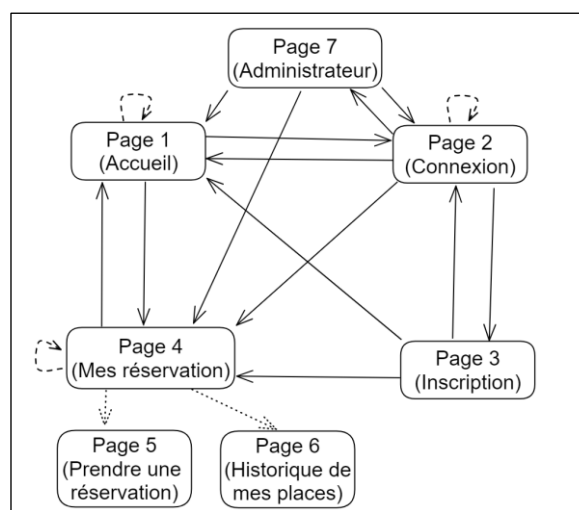 Page 7
(Administrateur)
Page 1
(Accueil)
Page 2
(Connexion)
Page 4
(Mes réservation)
Page 3
(Inscription)
Page 5
(Prendre une
réservation)
Page 6
(Historique de
mes places)